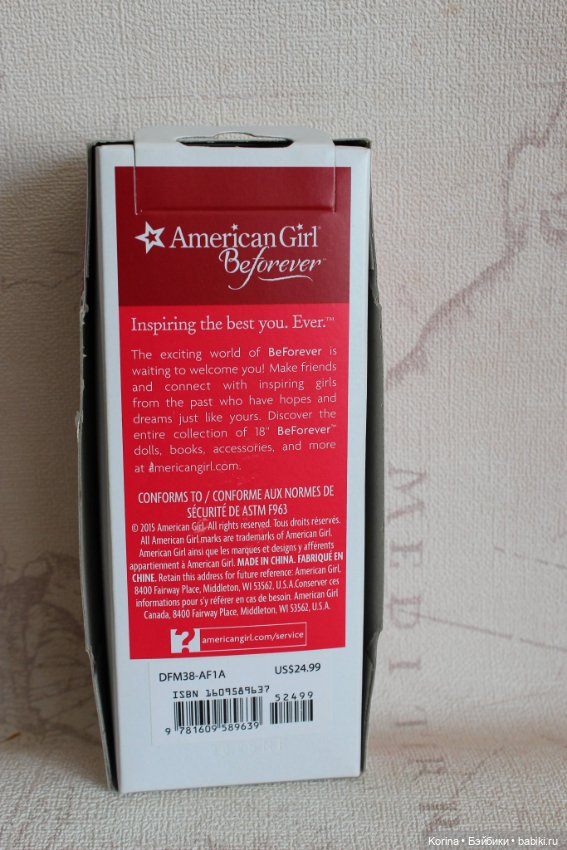 American Girl®
Beforever™
Inspiring the best you. Ever.™
The exciting world of BeForever is
waiting to welcome you! Make friends
and connect with inspiring girls
from the past who have hopes and
dreams just like yours. Discover the
entire collection of 18" BeForever™
dolls, books, accessories, and more
at americangirl.com.
CONFORMS TO / CONFORME AUX NORMES DE
SÉCURITÉ DE ASTM F963
© 2015 American Girl. All rights reserved. Tous droits réservés.
All American Girl marks are trademarks of American Girl.
American Girl ainsi que les marques et designs y afférents
appartiennent à American Girl. MADE IN CHINA. FABRIQUÉ EN
CHINE. Retain this address for future reference: American Girl,
8400 Fairway Place, Middleton, WI 53562, U.S.A. Conserver ces
informations pour s'y référer en cas de besoin. American Girl
Canada, 8400 Fairway Place, Middleton, WI 53562, U.S.A.
? americangirl.com/service
DFM38-AF1A US$24.99
ISBN 1609589637
52499
9 781609 589639
Korina • Бэйбики • babiki.ru